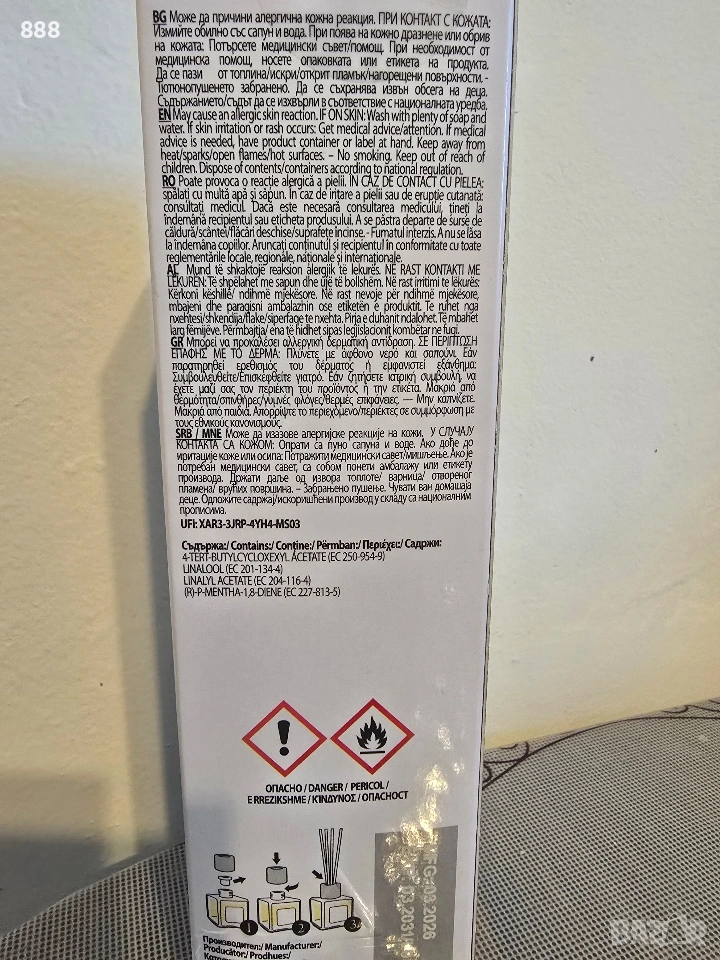 888
BG Може да причини алергична кожна реакция. ПРИ КОНТАКТ С КОЖАТА:
Измийте обилно със сапун и вода. При поява на кожно дразнене или обрив
на кожата: Потърсете медицински съвет/помощ. При необходимост от
медицинска помощ, носете опаковката или етикета на продукта.
Да се пази от топлина/искри/открит пламък/нагорещени повърхности. -
Тютюнопушенето забранено. Да се съхранява извън обсега на деца.
Съдържанието/съдът да се изхвърли в съответствие с националната уредба.
EN May cause an allergic skin reaction. IF ON SKIN: Wash with plenty of soap and
water. If skin irritation or rash occurs: Get medical advice/attention. If medical
advice is needed, have product container or label at hand. Keep away from
heat/sparks/open flames/hot surfaces. – No smoking. Keep out of reach of
children. Dispose of contents/containers according to national regulation.
RO Poate provoca o reacție alergică a pielii. IN CAZ DE CONTACT CU PIELEA:
spălați cu multă apă și săpun. În caz de iritare a pielii sau de erupție cutanată:
consultați medicul. Dacă este necesară consultarea medicului, țineți la
îndemână recipientul sau eticheta produsului. A se păstra departe de surse de
căldură/scântei/flăcări deschise/suprafețe încinse. - Fumatul interzis. A nu se lăsa
la îndemâna copiilor. Aruncați conținutul și recipientul în conformitate cu toate
reglementările locale, regionale, naționale și internaționale.
AL Mund të shkaktojë reaksion alergjik të lëkurës. NË RAST KONTAKTI ME
LËKURËN: Të shpëlahet me sapun dhe ujë të bollshëm. Në rast irritimi të lëkurës:
Kërkoni këshillë/ ndihmë mjekësore. Në rast nevoje për ndihmë mjekësore,
mbajeni dhe paragisni ambalazhin ose etiketën e produktit. Te ruhet nga
nxehtesi/shkendija/flake/siperfaqe te nxehta. Pirja e duhanit ndalohet. Të mbahet
larg fëmijëve. Përmbajtja/ ena të hidhet sipas legjislacionit kombëtar ne fuqi.
GR Μπορεί να προκαλέσει αλλεργική δερματική αντίδραση. ΣΕ ΠΕΡΙΠΤΩΣΗ
ΕΠΑΦΗΣ ΜΕ ΤΟ ΔΕΡΜΑ: Πλύνετε με άφθονο νερό και σαπούνι. Εάν
παρατηρηθεί ερεθισμός του δέρματος ή εμφανιστεί εξάνθημα:
Συμβουλευθείτε/Επισκεφθείτε γιατρό. Εάν ζητήσετε ιατρική συμβουλή, να
έχετε μαζί σας τον περιέκτη του προϊόντος ή την ετικέτα. Μακριά από
θερμότητα/σπινθήρες/γυμνές φλόγες/θερμές επιφάνειες. — Μην καπνίζετε.
Μακριά από παιδιά. Απορρίψτε το περιεχόμενο/περιέκτες σε συμμόρφωση με
τους εθνικούς κανονισμούς.
SRB / MNE Може да изазове алергијске реакције на кожи. У СЛУЧАЈУ
КОНТАКТА СА КОЖОМ: Опрати са пуно сапуна и воде. Ако дође до
иритације коже или осипа: Потражити медицински савет/мишљење. Ако је
потребан медицински савет, са собом понети амбалажу или етикету
производа. Држати даље од извора топлоте/ варница/ отвореног
пламена/ врућих површина. – Забрањено пушење. Чувати ван домашаја
деце. Одложите садржај/искоришћени производ у складу са националним
прописима.
UFI: XAR3-3JRP-4YH4-MS03
Съдържа:/ Contains:/ Conține:/ Përmban:/ Περιέχει:/ Садржи:
4-TERT-BUTYLCYCLOXEXYL ACETATE (EC 250-954-9)
LINALOOL (EC 201-134-4)
LINALYL ACETATE (EC 204-116-4)
(R)-P-MENTHA-1,8-DIENE (EC 227-813-5)
ОПАСНО / DANGER / PERICOL /
E RREZIKSHME / ΚΊΝΔΥΝΟΣ / ОПАСНОСТ
1 2 3
03 2026
03 2031
Производител:/ Manufacturer:/
Producător:/ Prodhues:/